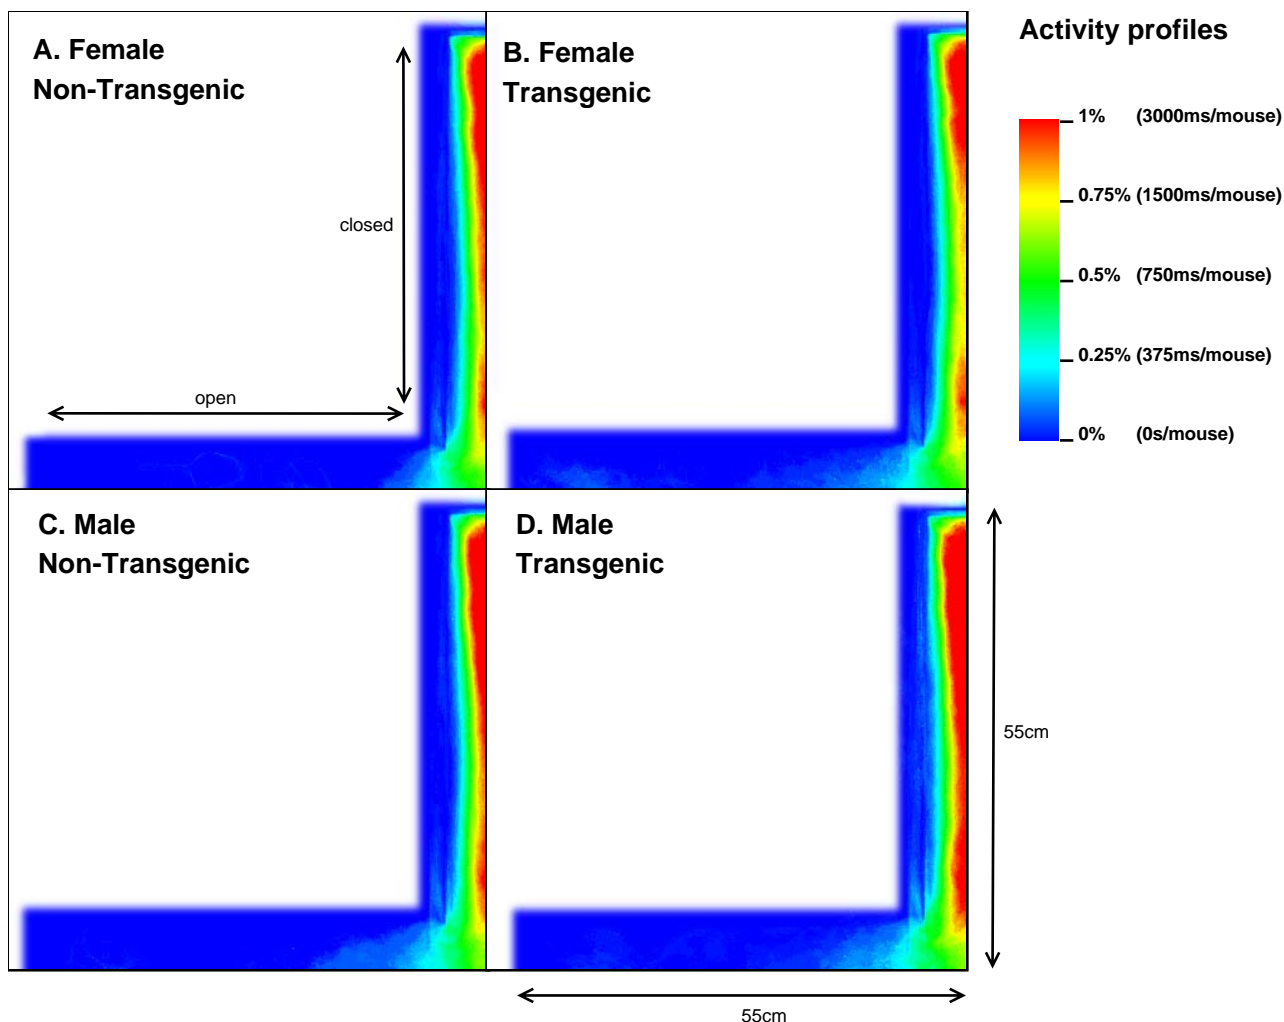 A. Female
Non-Transgenic
closed
open
B. Female
Transgenic
Activity profiles
1% (3000ms/mouse)
0.75% (1500ms/mouse)
0.5% (750ms/mouse)
0.25% (375ms/mouse)
0% (0s/mouse)
C. Male
Non-Transgenic
D. Male
Transgenic
55cm
55cm